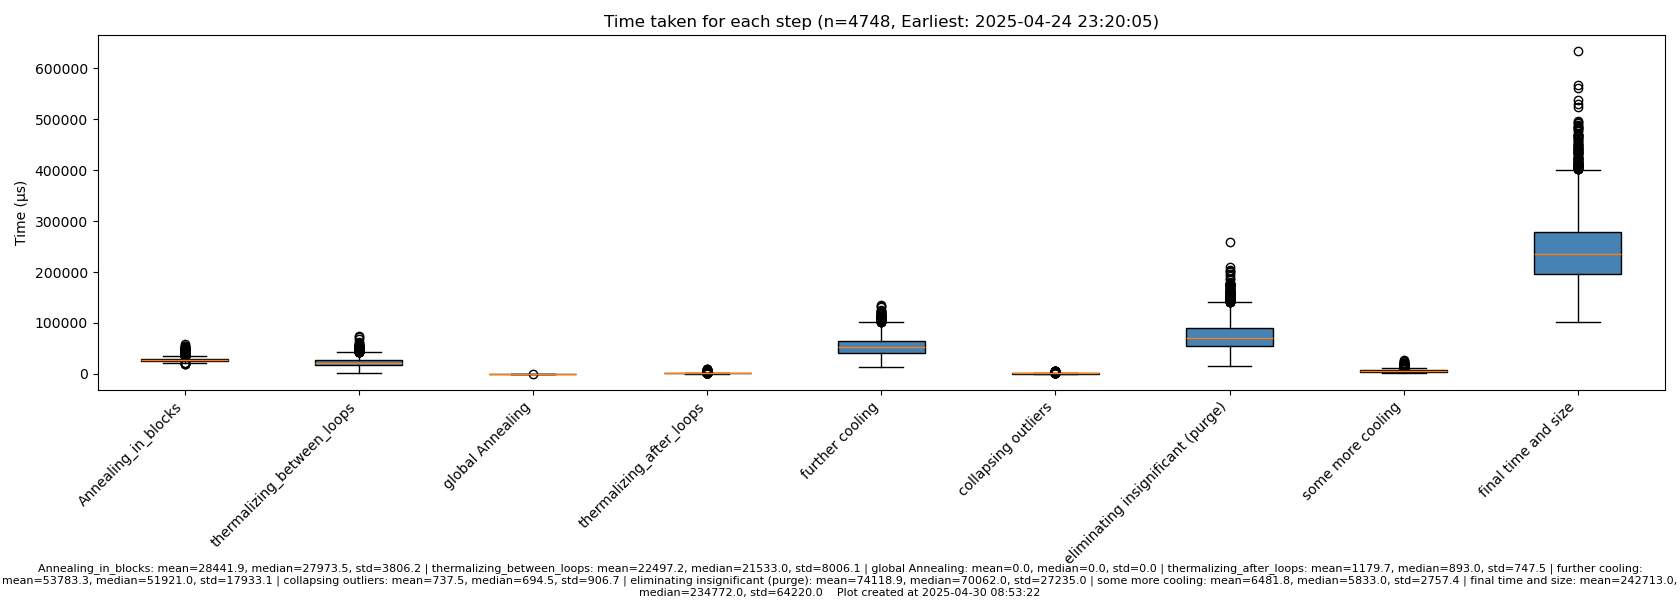 Time taken for each step (n=4748, Earliest: 2025-04-24 23:20:05)
Time (µs)
600000
500000
400000
300000
200000
100000
0
Annealing_in_blocks
thermalizing_between_loops
global Annealing
thermalizing_after_loops
further cooling
collapsing outliers
eliminating insignificant (purge)
some more cooling
final time and size
Annealing_in_blocks: mean=28441.9, median=27973.5, std=3806.2 | thermalizing_between_loops: mean=22497.2, median=21533.0, std=8006.1 | global Annealing: mean=0.0, median=0.0, std=0.0 | thermalizing_after_loops: mean=1179.7, median=893.0, std=747.5 | further cooling:
mean=53783.3, median=51921.0, std=17933.1 | collapsing outliers: mean=737.5, median=694.5, std=906.7 | eliminating insignificant (purge): mean=74118.9, median=70062.0, std=27235.0 | some more cooling: mean=6481.8, median=5833.0, std=2757.4 | final time and size: mean=242713.0,
median=234772.0, std=64220.0    Plot created at 2025-04-30 08:53:22